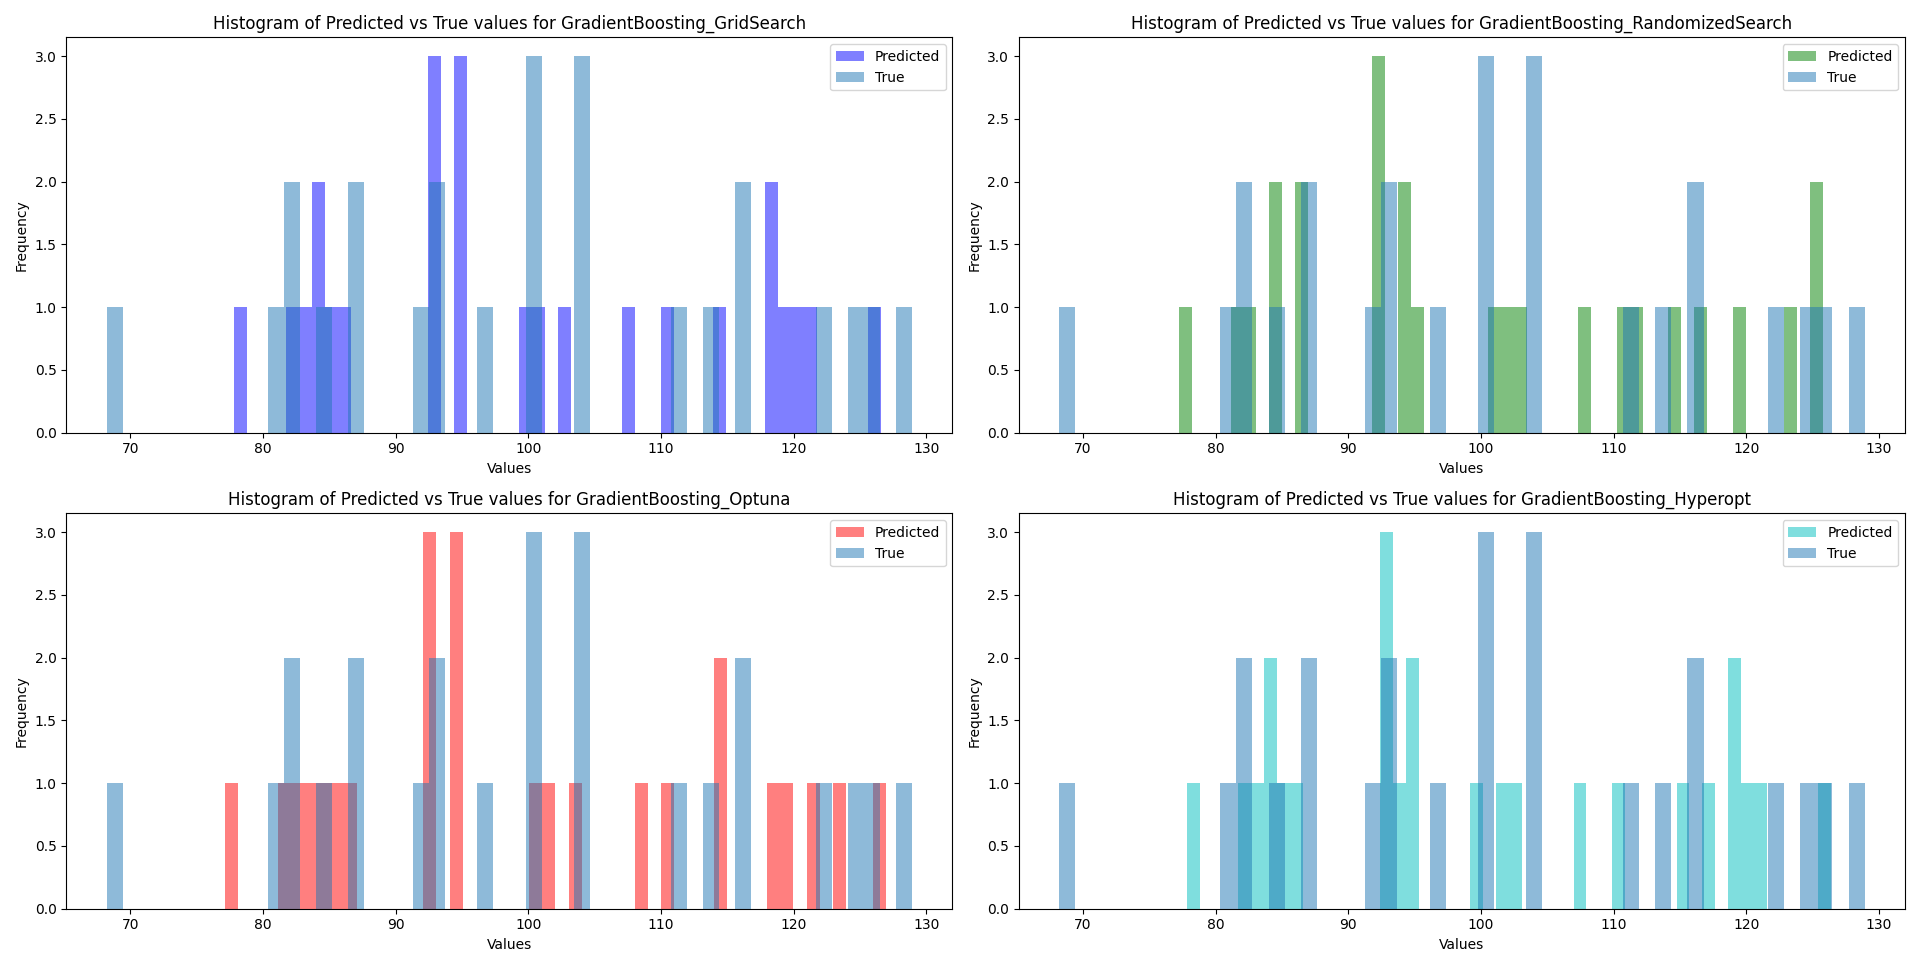 Histogram of Predicted vs True values for GradientBoosting_GridSearch
Predicted
True
3.0
2.5
2.0
1.5
1.0
0.5
0.0
Frequency
70 80 90 100 110 120 130
Values
Histogram of Predicted vs True values for GradientBoosting_RandomizedSearch
Predicted
True
3.0
2.5
2.0
1.5
1.0
0.5
0.0
Frequency
70 80 90 100 110 120 130
Values
Histogram of Predicted vs True values for GradientBoosting_Optuna
Predicted
True
3.0
2.5
2.0
1.5
1.0
0.5
0.0
Frequency
70 80 90 100 110 120 130
Values
Histogram of Predicted vs True values for GradientBoosting_Hyperopt
Predicted
True
3.0
2.5
2.0
1.5
1.0
0.5
0.0
Frequency
70 80 90 100 110 120 130
Values